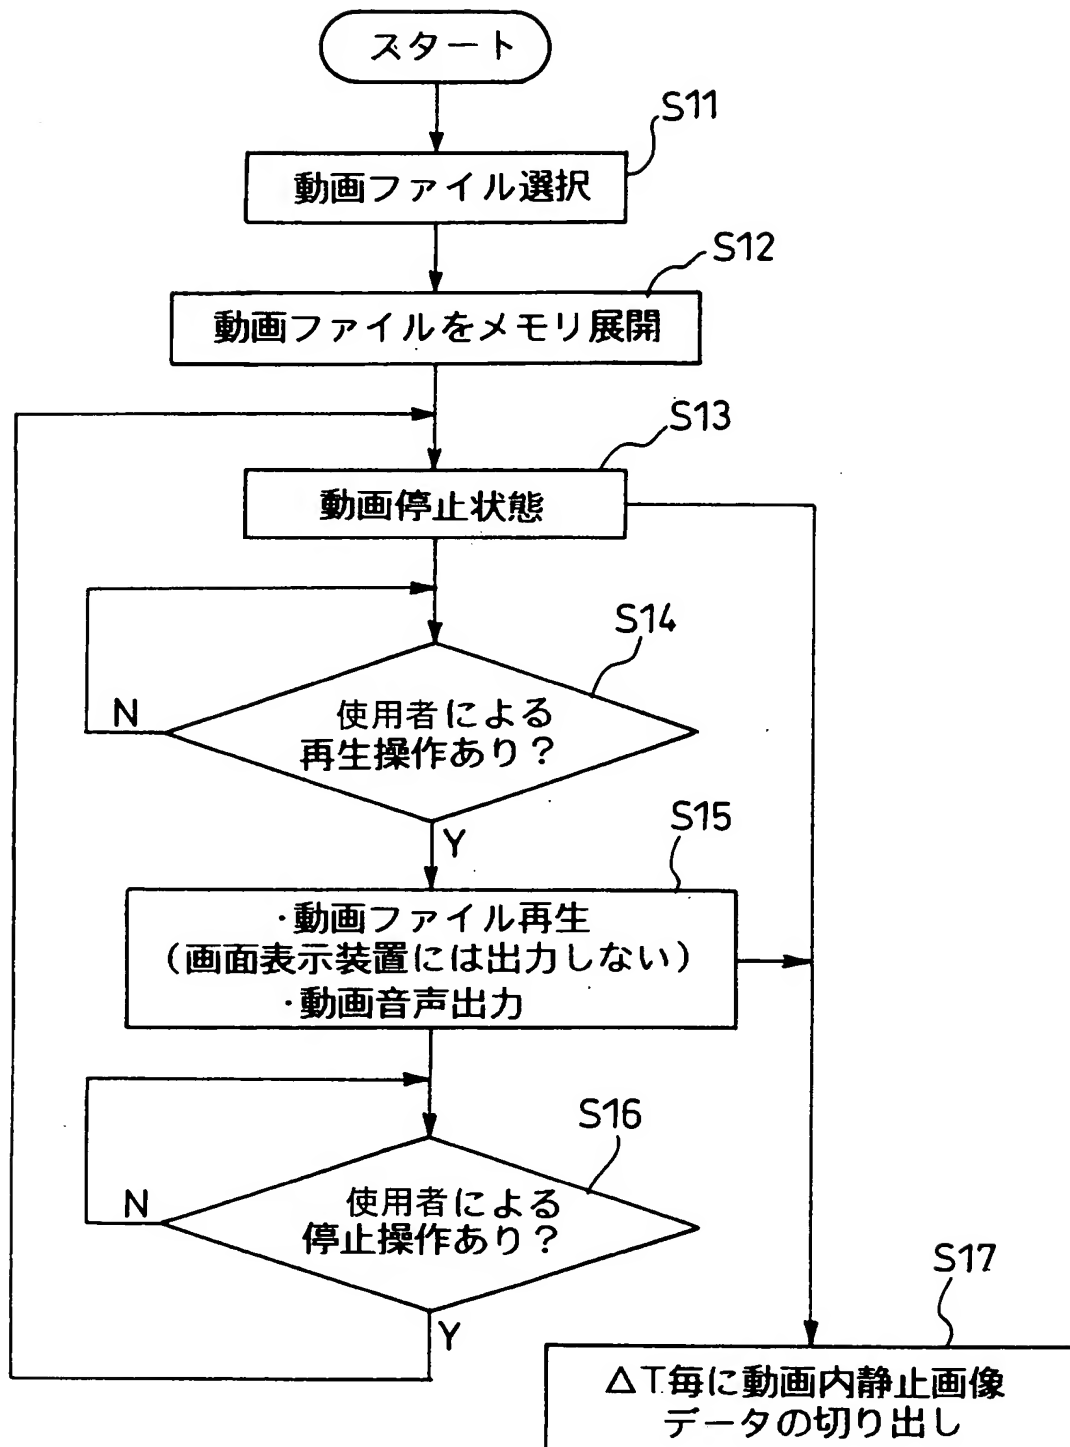 スタート
S11
動画ファイル選択
S12
動画ファイルをメモリ展開
S13
動画停止状態
S14
使用者による
再生操作あり?
N
Y
S15
・動画ファイル再生
(画面表示装置には出力しない)
・動画音声出力
S16
使用者による
停止操作あり?
N
Y
S17
△T毎に動画内静止画像
データの切り出し